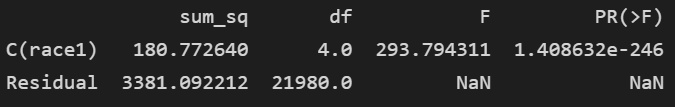 sum_sq df F PR(>F)
C(race1) 180.772640 4.0 293.794311 1.408632e-246
Residual 3381.092212 21980.0 NaN NaN